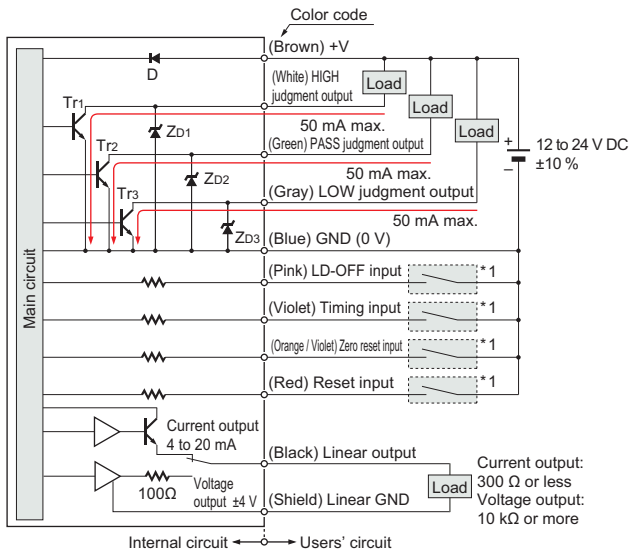 Color code
(Brown) +V
D
(White) HIGH
judgment output
Load
Tr1
50 mA max.
ZD1
Load
Tr2
(Green) PASS judgment output
50 mA max.
Load
12 to 24 V DC
±10 %
+
–
ZD2
Tr3
(Gray) LOW judgment output
50 mA max.
ZD3
(Blue) GND (0 V)
Main circuit
(Pink) LD-OFF input
*1
(Violet) Timing input
*1
(Orange / Violet) Zero reset input
*1
(Red) Reset input
*1
Current output
4 to 20 mA
(Black) Linear output
100Ω
Voltage
output ±4 V
(Shield) Linear GND
Load
Current output:
300 Ω or less
Voltage output:
10 kΩ or more
Internal circuit
Users' circuit